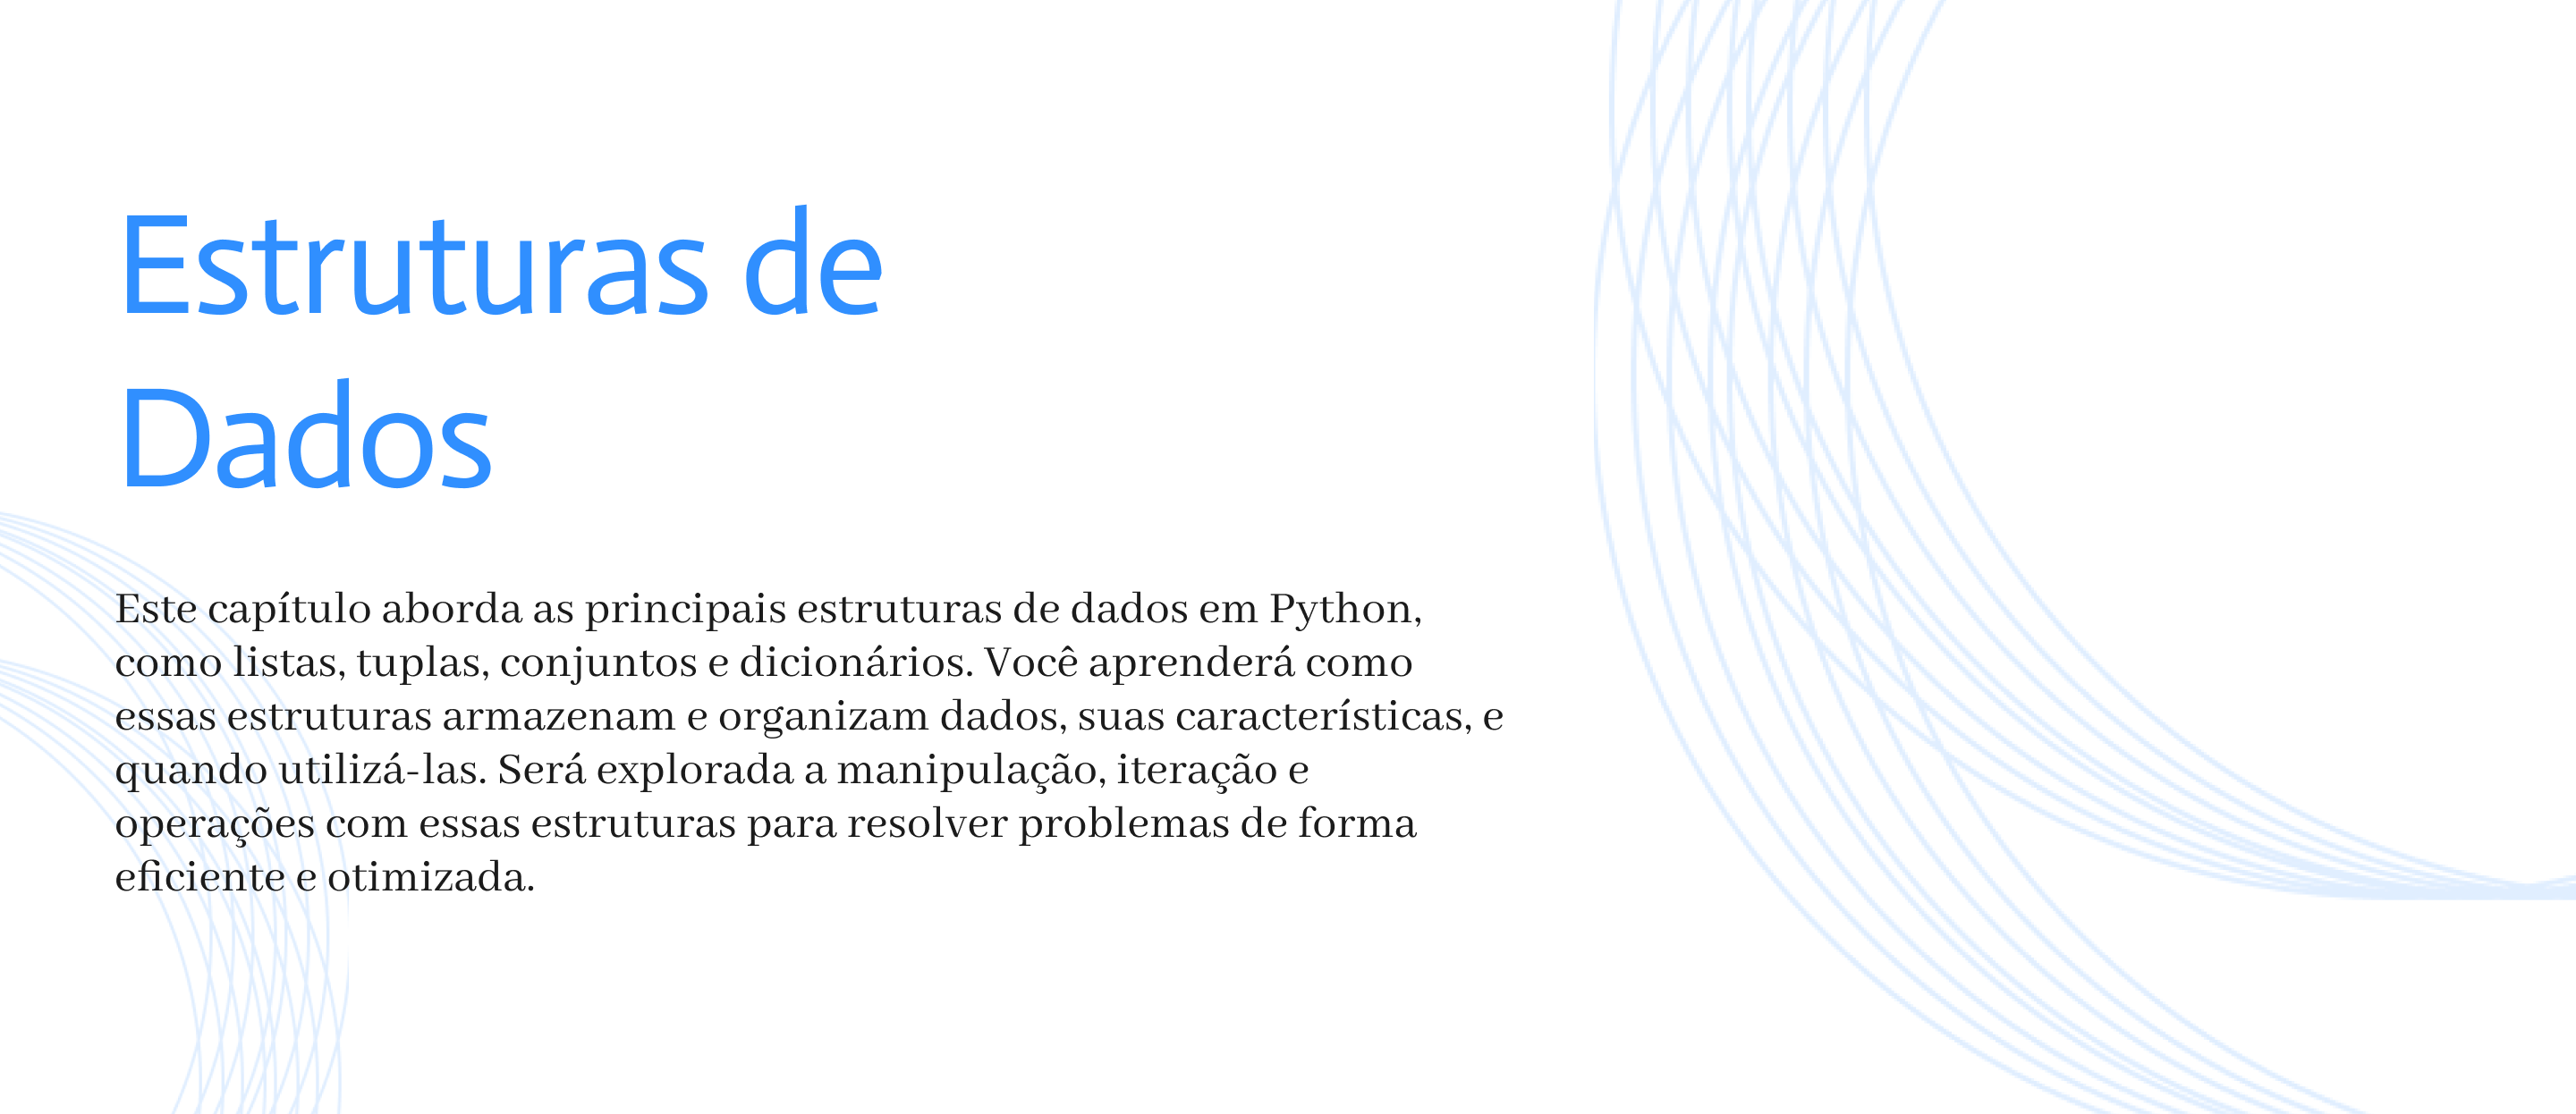 Estruturas de
Dados
Este capítulo aborda as principais estruturas de dados em Python,
como listas, tuplas, conjuntos e dicionários. Você aprenderá como
essas estruturas armazenam e organizam dados, suas características, e
quando utilizá-las. Será explorada a manipulação, iteração e
operações com essas estruturas para resolver problemas de forma
eficiente e otimizada.